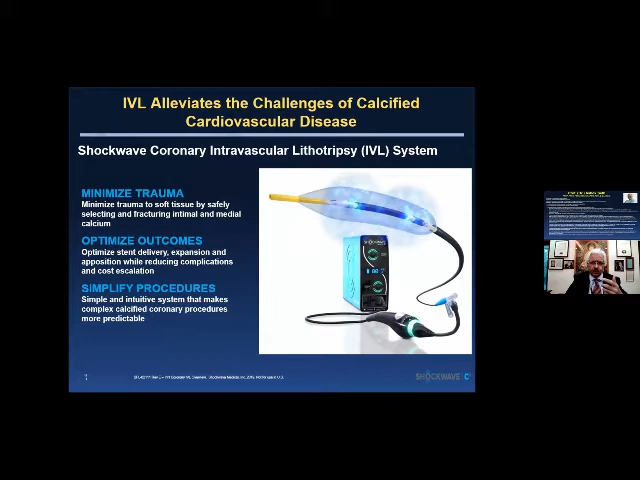 IVL Alleviates the Challenges of Calcified
Cardiovascular Disease
Shockwave Coronary Intravascular Lithotripsy (IVL) System
MINIMIZE TRAUMA
Minimize trauma to soft tissue by safely
selecting and fracturing intimal and medial
calcium
OPTIMIZE OUTCOMES
Optimize stent delivery, expansion and
apposition while reducing complications
and cost escalation
SIMPLIFY PROCEDURES
Simple and intuitive system that makes
complex calcified coronary procedures
more predictable
SHOCKWAVE
SHOCKWAVE C²